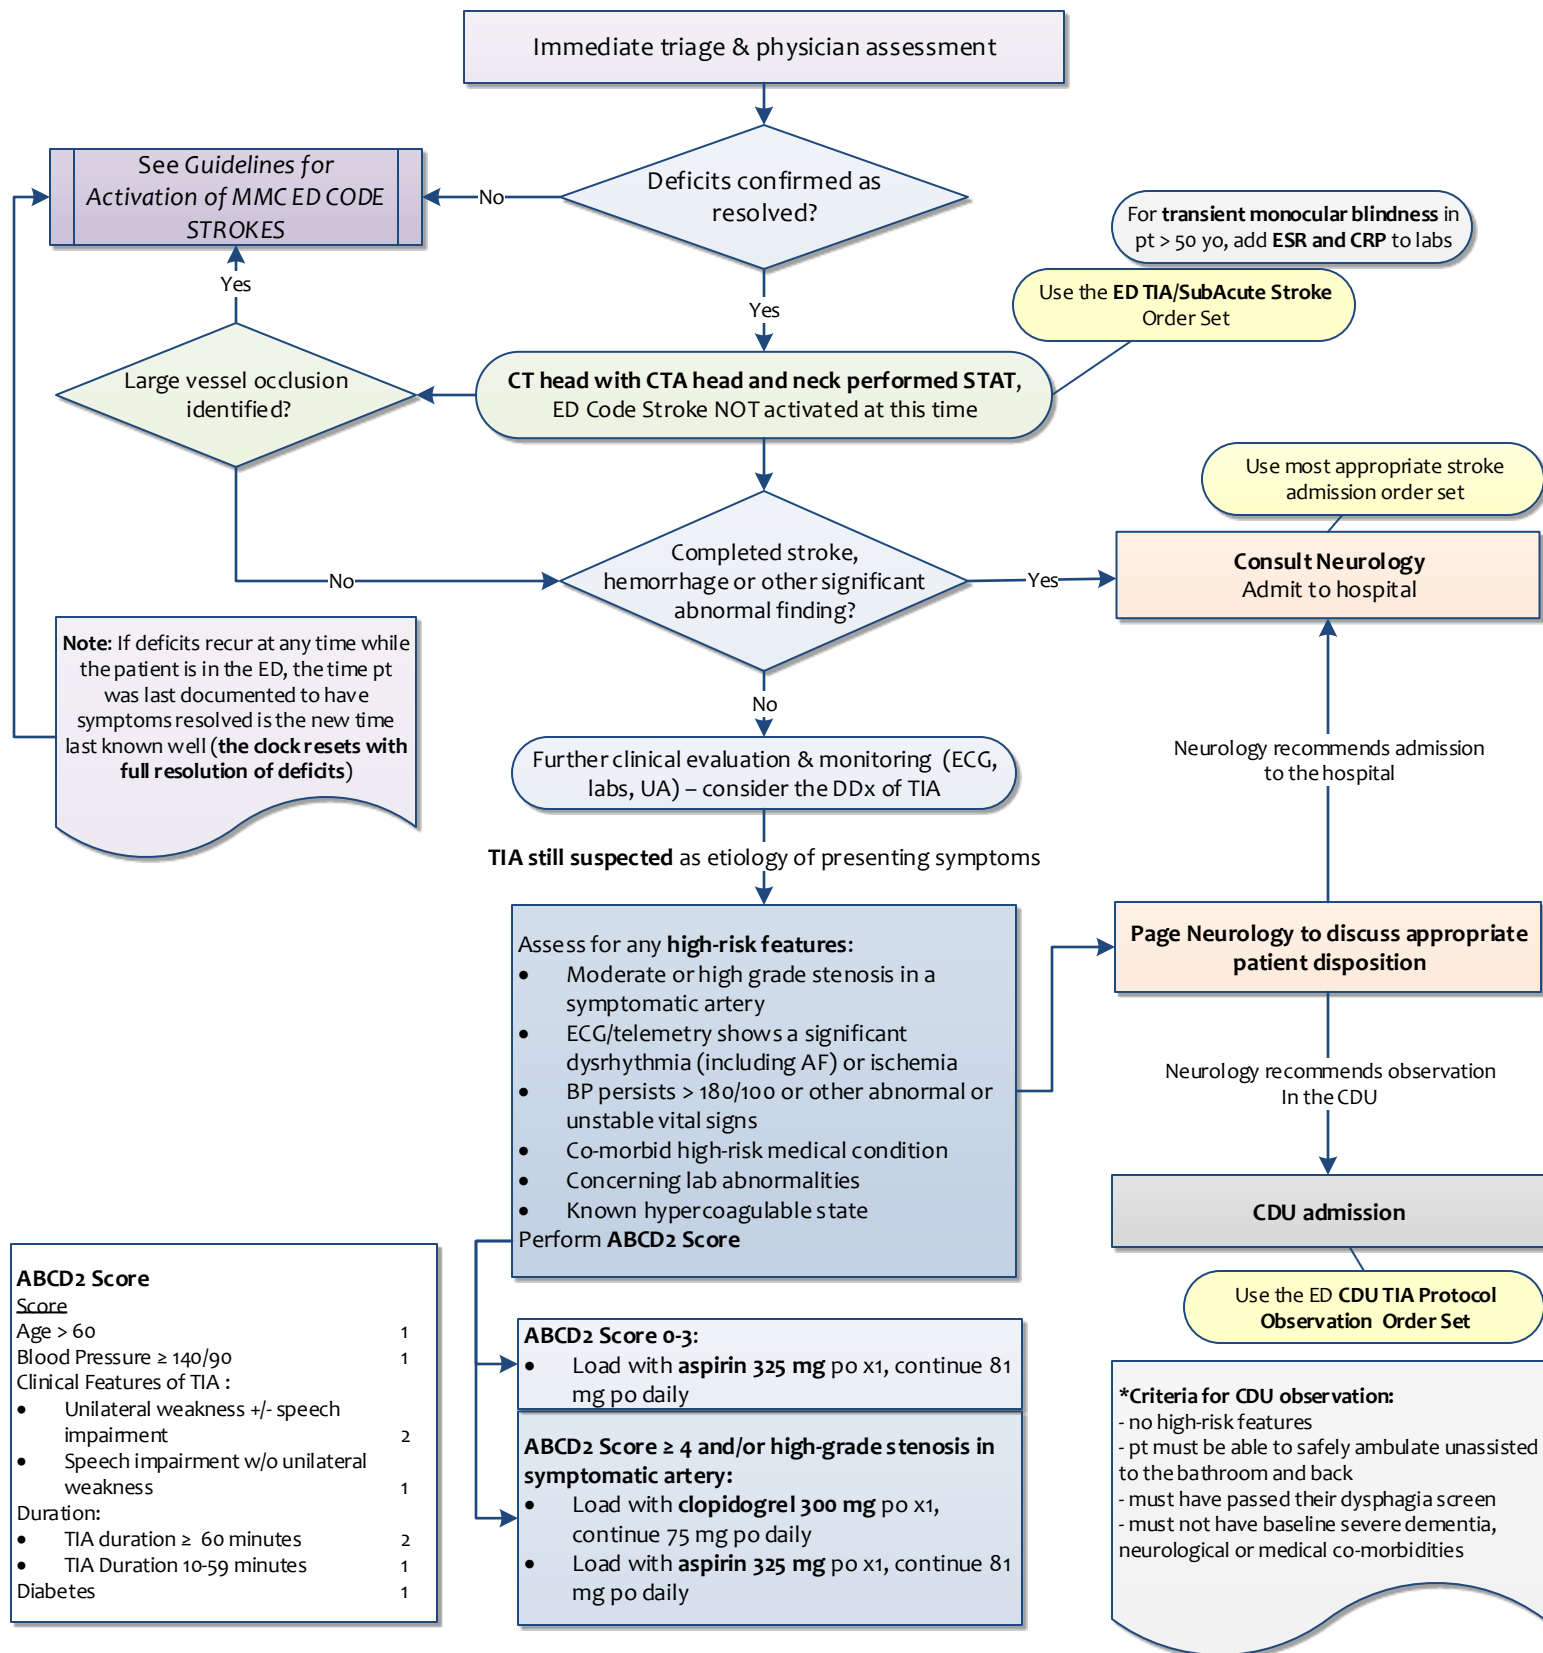 Immediate triage & physician assessment
Deficits confirmed as
resolved?
No
See Guidelines for
Activation of MMC ED CODE
STROKES
Yes
For transient monocular blindness in
pt > 50 yo, add ESR and CRP to labs
Use the ED TIA/SubAcute Stroke
Order Set
Yes
CT head with CTA head and neck performed STAT,
ED Code Stroke NOT activated at this time
Large vessel occlusion
identified?
No
Completed stroke,
hemorrhage or other significant
abnormal finding?
Yes
Use most appropriate stroke
admission order set
Consult Neurology
Admit to hospital
Note: If deficits recur at any time while
the patient is in the ED, the time pt
was last documented to have
symptoms resolved is the new time
last known well (the clock resets with
full resolution of deficits)
No
Further clinical evaluation & monitoring (ECG,
labs, UA) – consider the DDx of TIA
TIA still suspected as etiology of presenting symptoms
Assess for any high-risk features:
• Moderate or high grade stenosis in a
symptomatic artery
• ECG/telemetry shows a significant
dysrhythmia (including AF) or ischemia
• BP persists > 180/100 or other abnormal or
unstable vital signs
• Co-morbid high-risk medical condition
• Concerning lab abnormalities
• Known hypercoagulable state
Perform ABCD2 Score
Neurology recommends admission
to the hospital
Page Neurology to discuss appropriate
patient disposition
Neurology recommends observation
In the CDU
CDU admission
Use the ED CDU TIA Protocol
Observation Order Set
ABCD2 Score
Score
Age > 60 1
Blood Pressure ≥ 140/90 1
Clinical Features of TIA :
• Unilateral weakness +/- speech
impairment 2
• Speech impairment w/o unilateral
weakness 1
Duration:
• TIA duration ≥ 60 minutes 2
• TIA Duration 10-59 minutes 1
Diabetes 1
ABCD2 Score 0-3:
• Load with aspirin 325 mg po x1, continue 81
mg po daily
ABCD2 Score ≥ 4 and/or high-grade stenosis in
symptomatic artery:
• Load with clopidogrel 300 mg po x1,
continue 75 mg po daily
• Load with aspirin 325 mg po x1, continue 81
mg po daily
*Criteria for CDU observation:
- no high-risk features
- pt must be able to safely ambulate unassisted
to the bathroom and back
- must have passed their dysphagia screen
- must not have baseline severe dementia,
neurological or medical co-morbidities